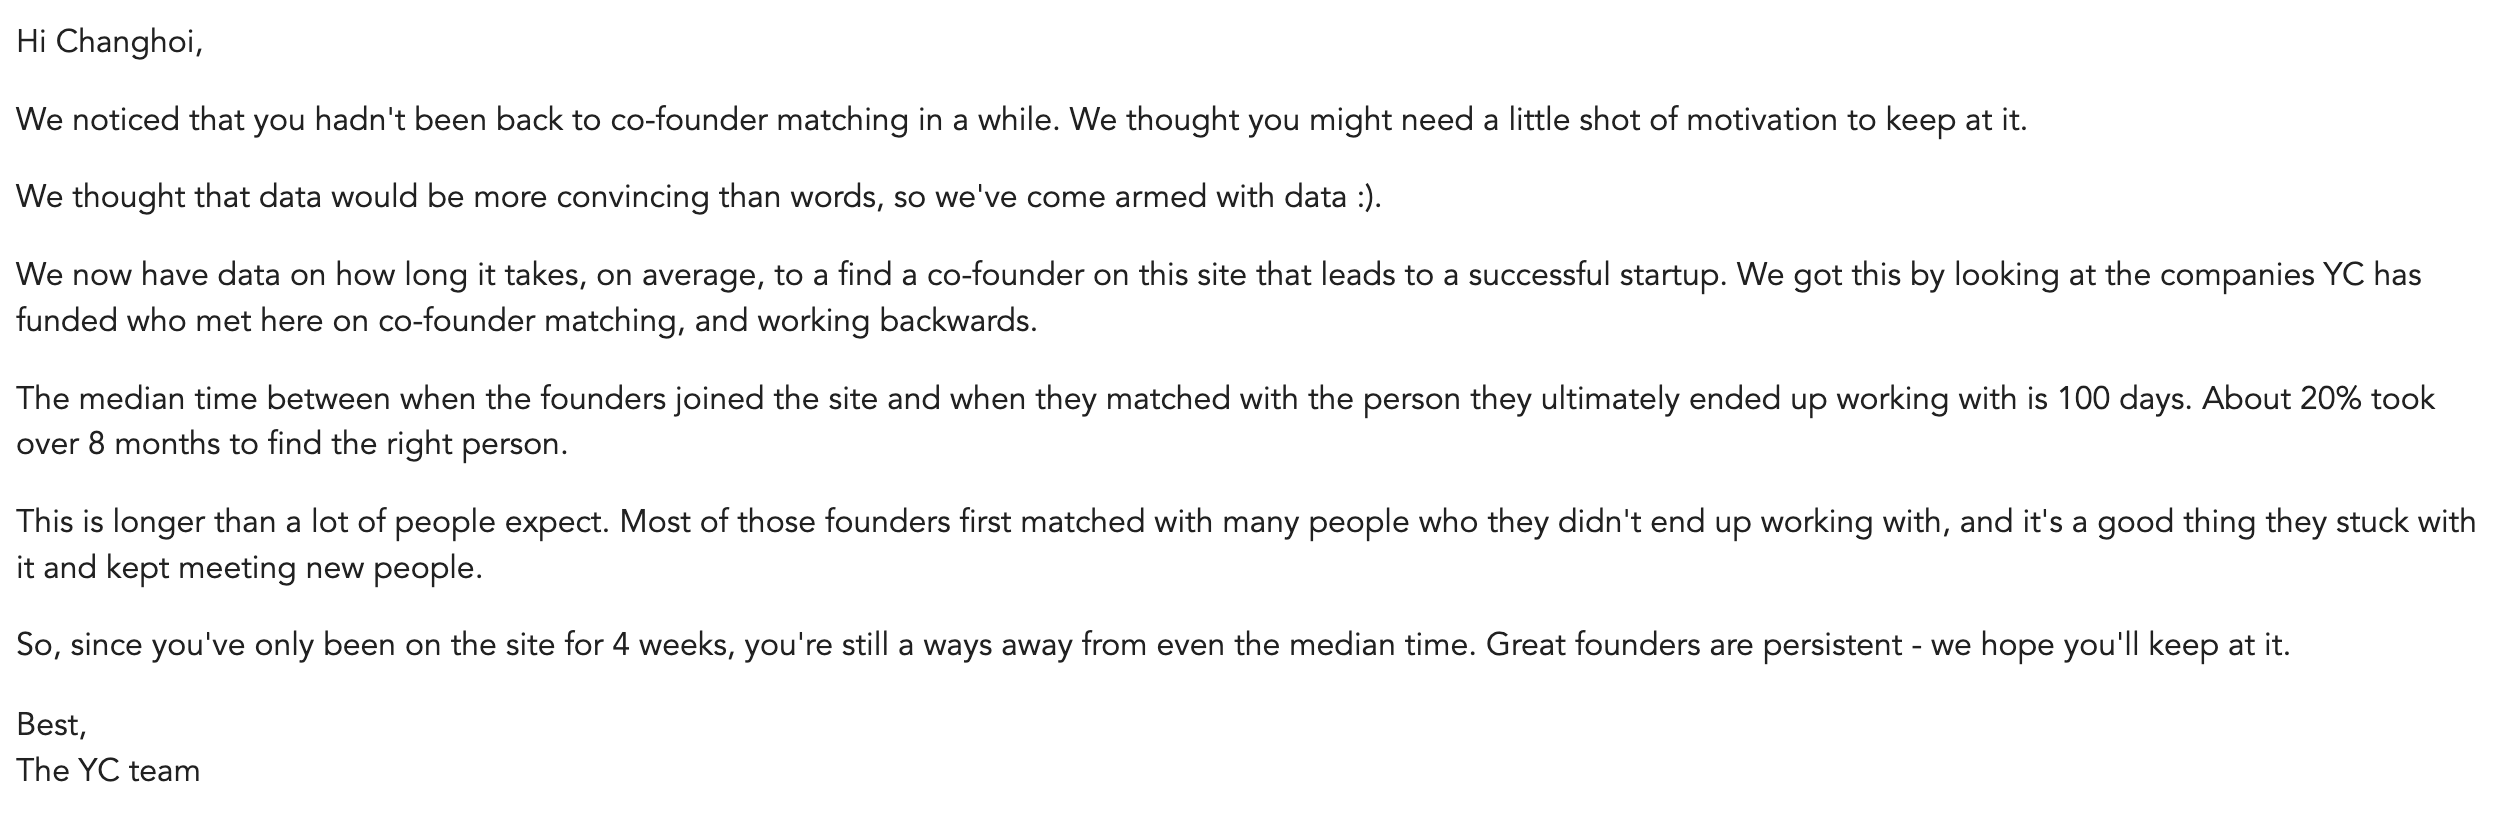 Hi Changhoi,
We noticed that you hadn't been back to co-founder matching in a while. We thought you might need a little shot of motivation to keep at it.
We thought that data would be more convincing than words, so we've come armed with data :).
We now have data on how long it takes, on average, to a find a co-founder on this site that leads to a successful startup. We got this by looking at the companies YC has
funded who met here on co-founder matching, and working backwards.
The median time between when the founders joined the site and when they matched with the person they ultimately ended up working with is 100 days. About 20% took
over 8 months to find the right person.
This is longer than a lot of people expect. Most of those founders first matched with many people who they didn't end up working with, and it's a good thing they stuck with
it and kept meeting new people.
So, since you've only been on the site for 4 weeks, you're still a ways away from even the median time. Great founders are persistent - we hope you'll keep at it.
Best,
The YC team